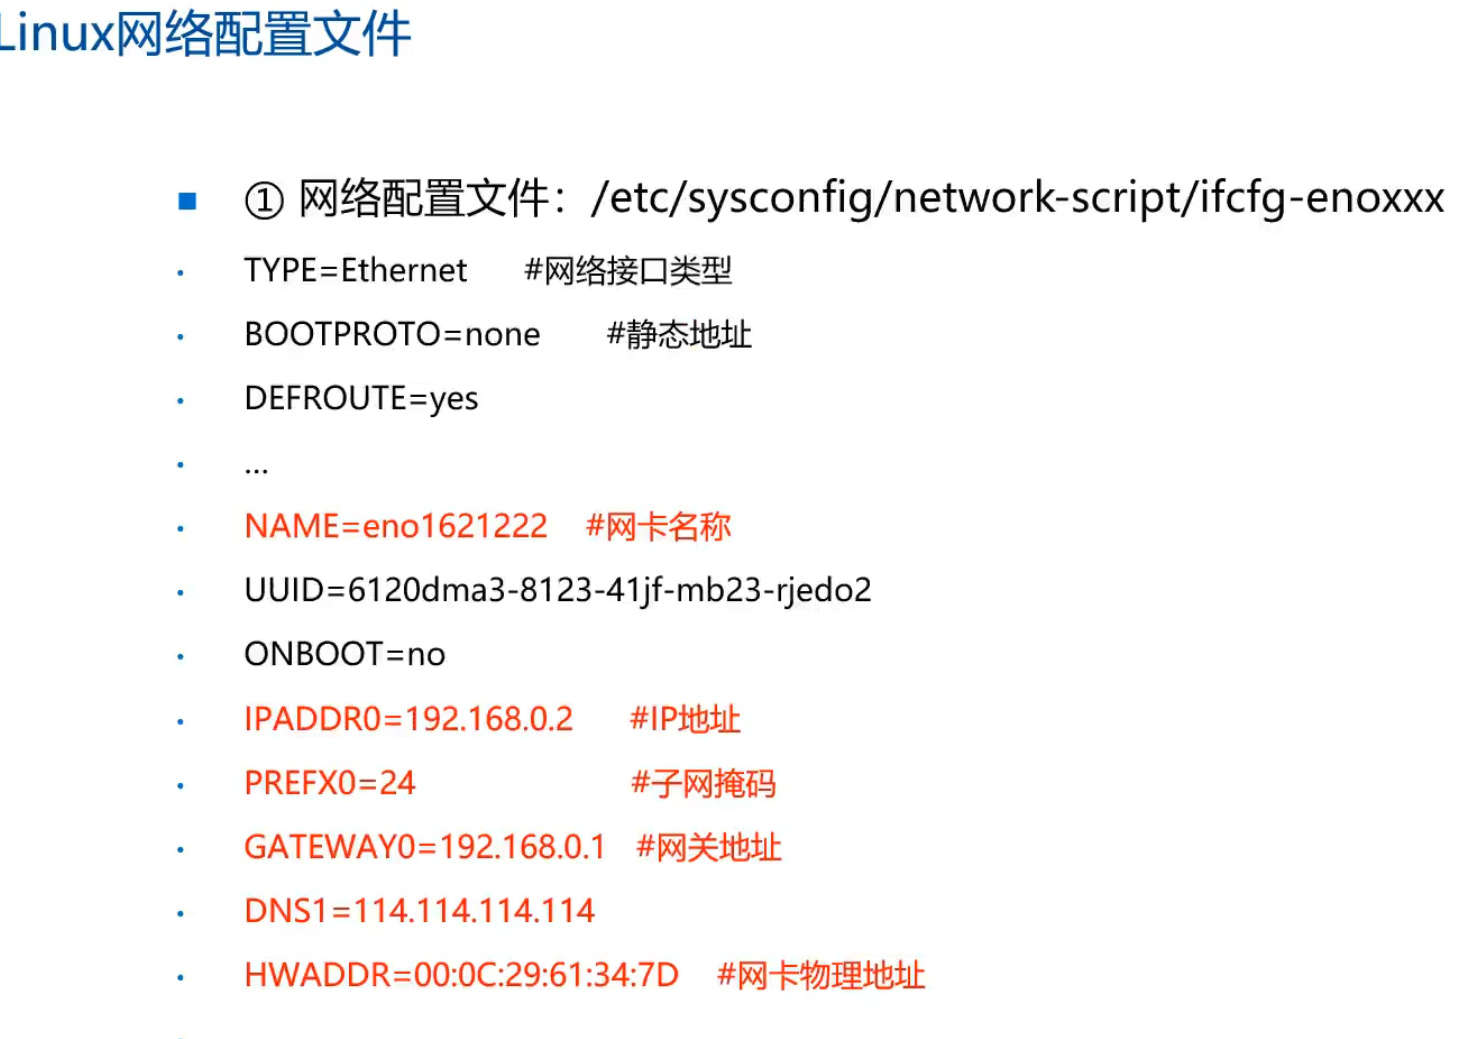 Linux网络配置文件
① 网络配置文件：/etc/sysconfig/network-script/ifcfg-enoxxx
TYPE=Ethernet #网络接口类型
BOOTPROTO=none #静态地址
DEFROUTE=yes
...
NAME=eno1621222 #网卡名称
UUID=6120dma3-8123-41jf-mb23-rjedo2
ONBOOT=no
IPADDR0=192.168.0.2 #IP地址
PREFX0=24 #子网掩码
GATEWAY0=192.168.0.1 #网关地址
DNS1=114.114.114.114
HWADDR=00:0C:29:61:34:7D #网卡物理地址